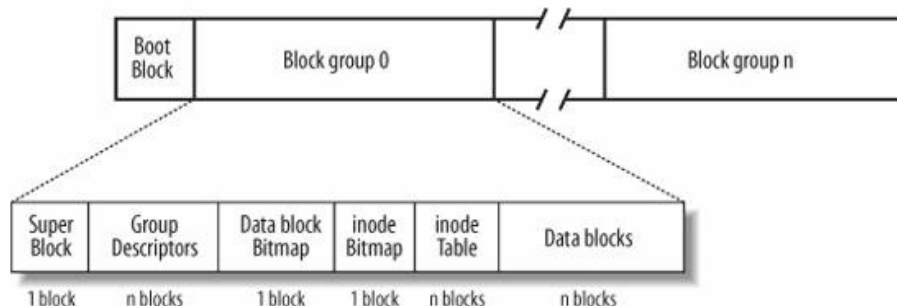 Boot
Block
Block group 0
Block group n
Super
Block
Group
Descriptors
Data block
Bitmap
inode
Bitmap
inode
Table
Data blocks
1 block
n blocks
1 block
1 block
n blocks
n blocks